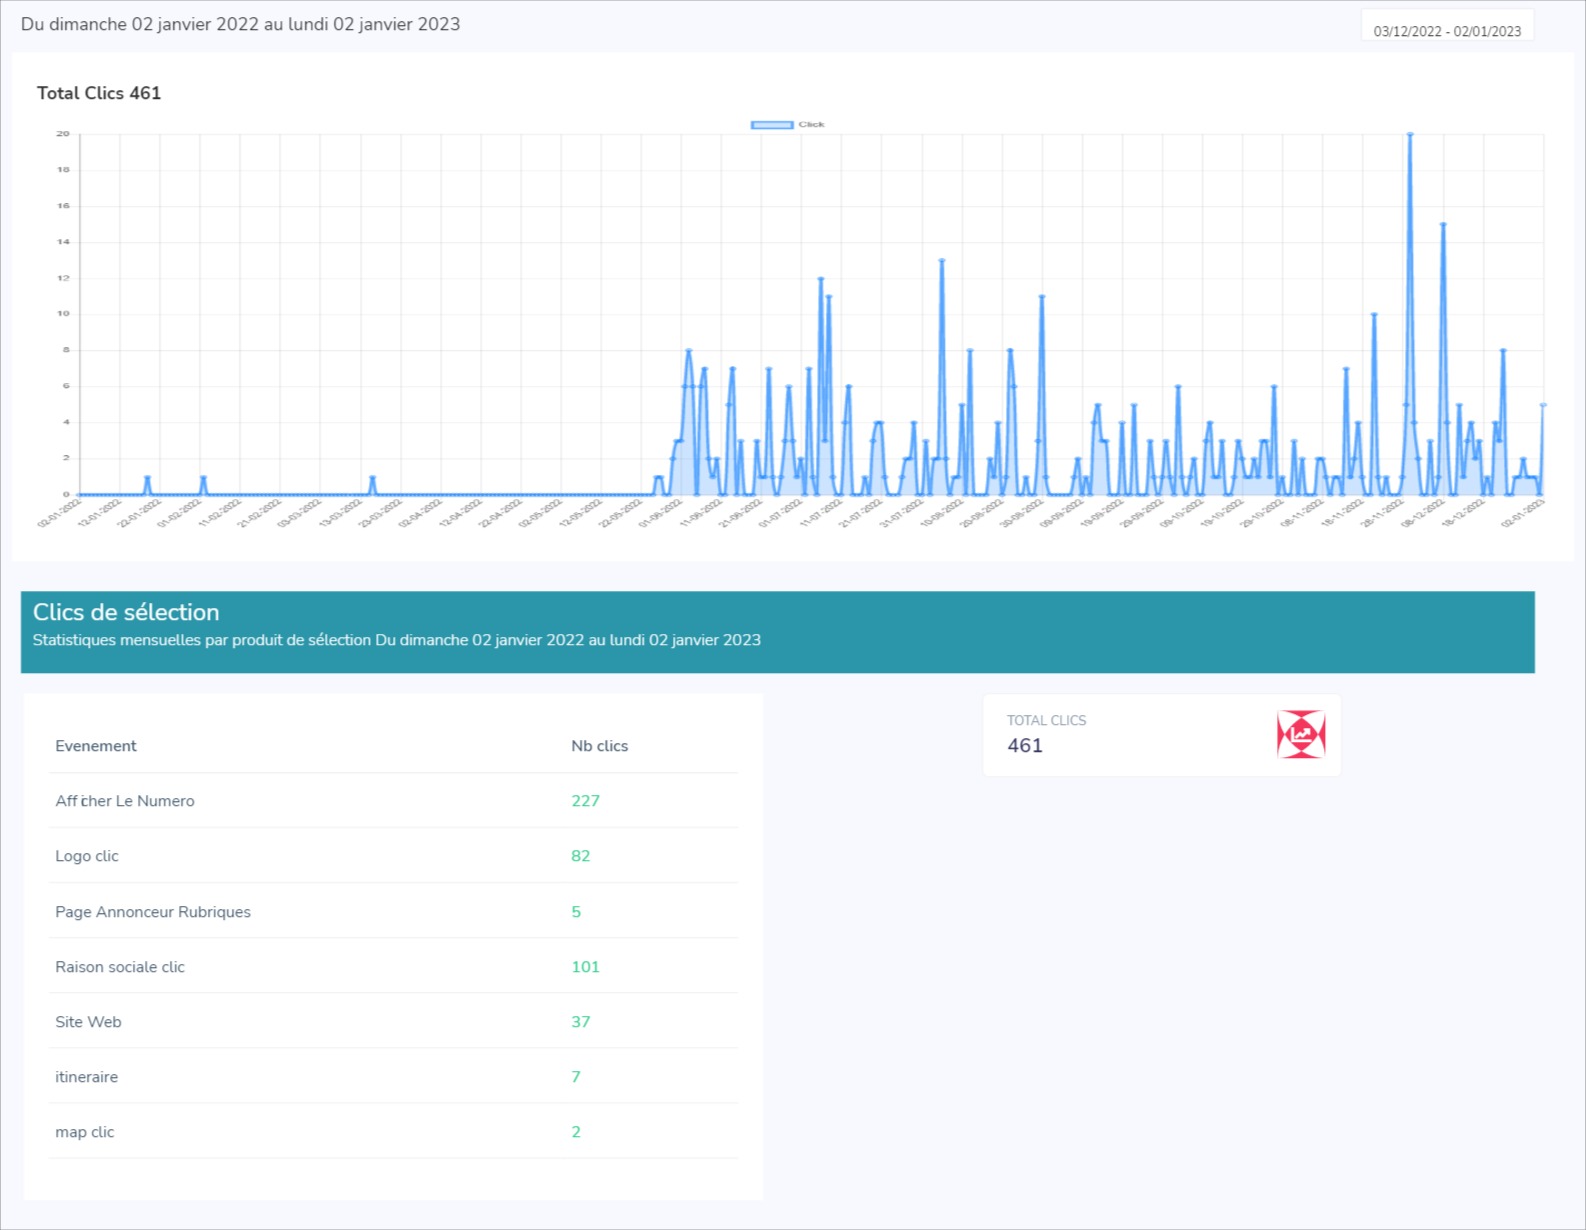 Du dimanche 02 janvier 2022 au lundi 02 janvier 2023
03/12/2022 - 02/01/2023
Total Clics 461
Click
20
18
16
14
12
10
8
6
4
2
0
02-01-2022 12-01-2022 22-01-2022 01-02-2022 11-02-2022 21-02-2022 03-03-2022 13-03-2022 23-03-2022 02-04-2022 12-04-2022 22-04-2022 02-05-2022 12-05-2022 22-05-2022 01-06-2022 11-06-2022 21-06-2022 01-07-2022 11-07-2022 21-07-2022 31-07-2022 10-08-2022 20-08-2022 30-08-2022 09-09-2022 19-09-2022 29-09-2022 09-10-2022 19-10-2022 29-10-2022 08-11-2022 18-11-2022 28-11-2022 08-12-2022 18-12-2022 02-01-2023
Clics de sélection
Statistiques mensuelles par produit de sélection Du dimanche 02 janvier 2022 au lundi 02 janvier 2023
Evenement Nb clics
Afficher Le Numero 227
Logo clic 82
Page Annonceur Rubriques 5
Raison sociale clic 101
Site Web 37
itineraire 7
map clic 2
TOTAL CLICS
461